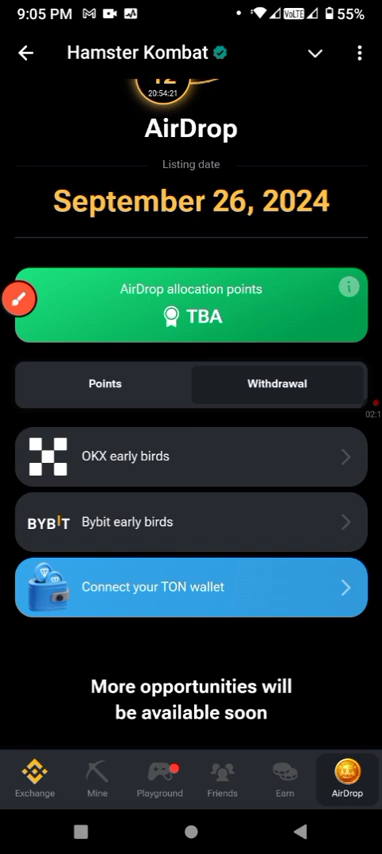 9:05 PM
VoLTE
55%
Hamster Kombat
12
20:54:21
AirDrop
Listing date
September 26, 2024
AirDrop allocation points
TBA
Points
Withdrawal
OKX early birds
BYBIT
Bybit early birds
Connect your TON wallet
More opportunities will
be available soon
Exchange
Mine
Playground
Friends
Earn
AirDrop